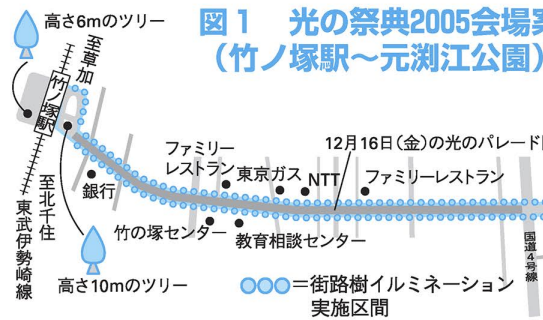 図1 光の祭典2005会場案
(竹ノ塚駅〜元渕江公園)
高さ6mのツリー
至草加
竹ノ塚駅
12月16日(金)の光のパレード
ファミリー
レストラン
東京ガス
NTT
ファミリーレストラン
銀行
至北千住
東武伊勢崎線
竹の塚センター
教育相談センター
国道4号線
高さ10mのツリー
=街路樹イルミネーション
実施区間